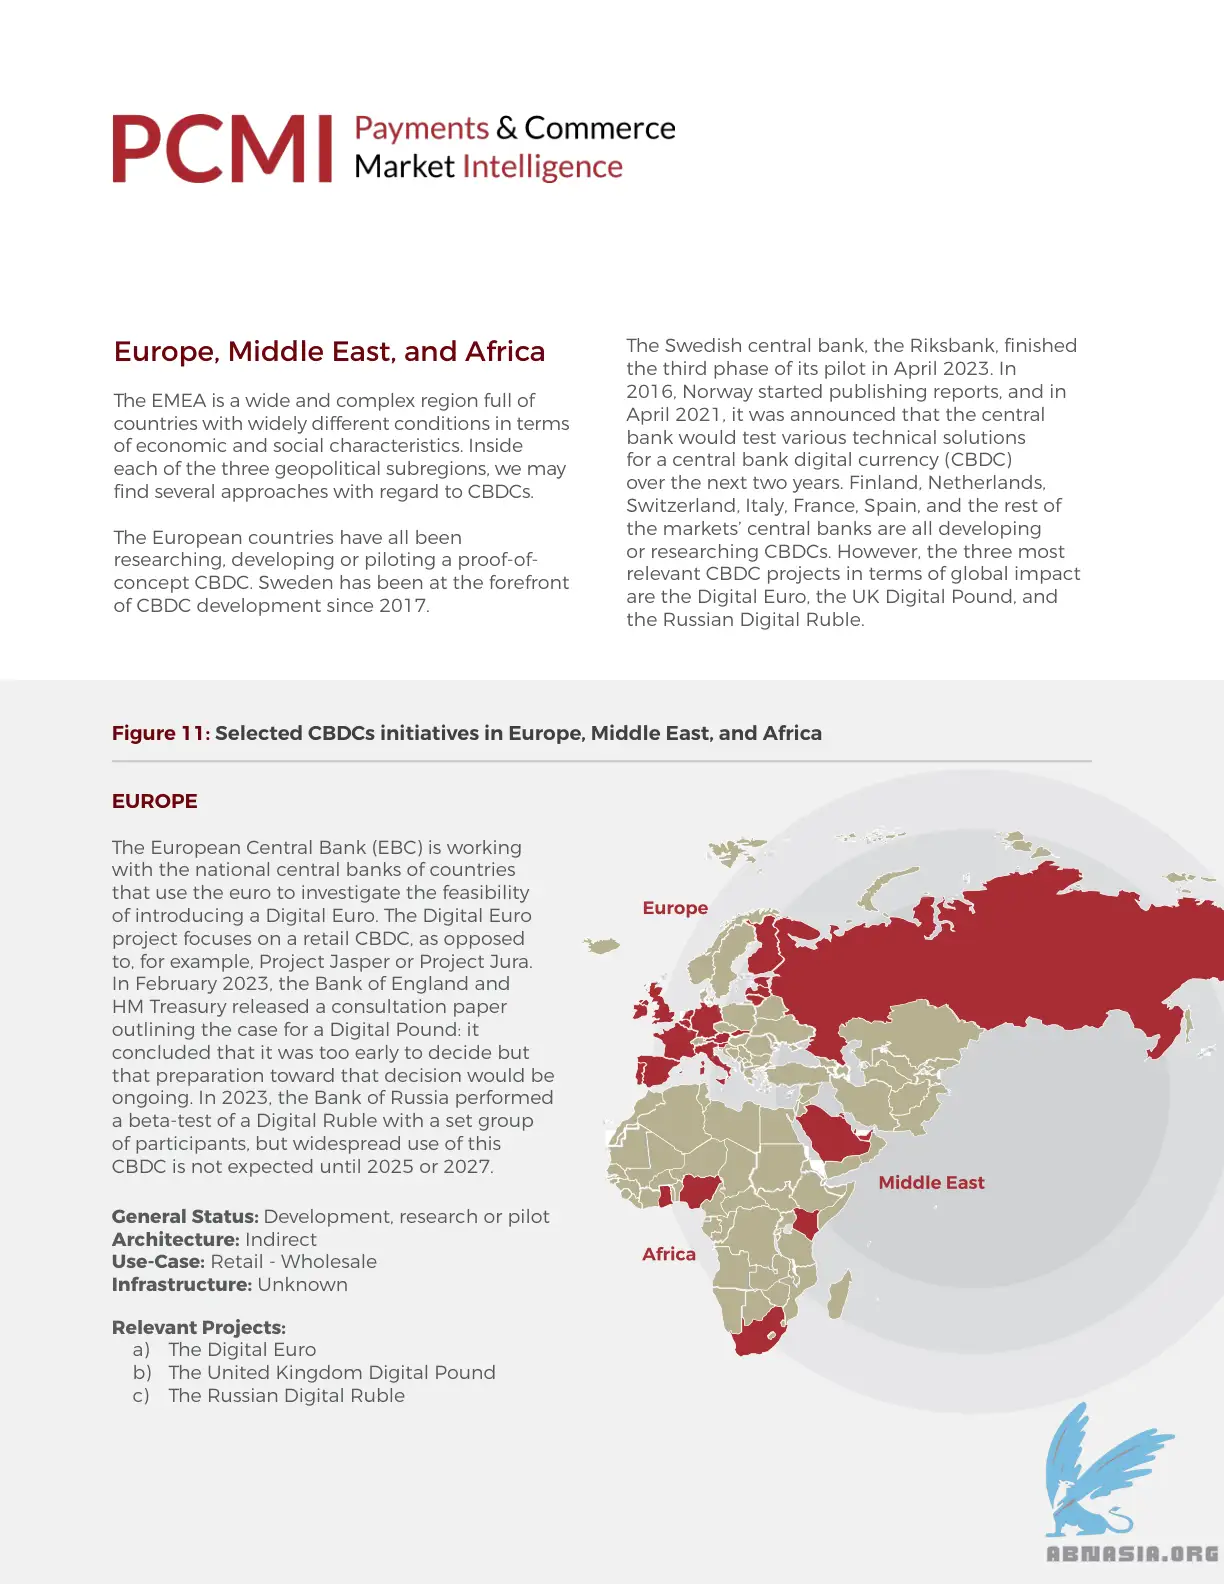 PCMI
Payments & Commerce
Market Intelligence
Europe, Middle East, and Africa
The EMEA is a wide and complex region full of
countries with widely different conditions in terms
of economic and social characteristics. Inside
each of the three geopolitical subregions, we may
find several approaches with regard to CBDCs.
The European countries have all been
researching, developing or piloting a proof-of-
concept CBDC. Sweden has been at the forefront
of CBDC development since 2017.
The Swedish central bank, the Riksbank, finished
the third phase of its pilot in April 2023. In
2016, Norway started publishing reports, and in
April 2021, it was announced that the central
bank would test various technical solutions
for a central bank digital currency (CBDC)
over the next two years. Finland, Netherlands,
Switzerland, Italy, France, Spain, and the rest of
the markets’ central banks are all developing
or researching CBDCs. However, the three most
relevant CBDC projects in terms of global impact
are the Digital Euro, the UK Digital Pound, and
the Russian Digital Ruble.
Figure 11: Selected CBDCs initiatives in Europe, Middle East, and Africa
EUROPE
The European Central Bank (EBC) is working
with the national central banks of countries
that use the euro to investigate the feasibility
of introducing a Digital Euro. The Digital Euro
project focuses on a retail CBDC, as opposed
to, for example, Project Jasper or Project Jura.
In February 2023, the Bank of England and
HM Treasury released a consultation paper
outlining the case for a Digital Pound: it
concluded that it was too early to decide but
that preparation toward that decision would be
ongoing. In 2023, the Bank of Russia performed
a beta-test of a Digital Ruble with a set group
of participants, but widespread use of this
CBDC is not expected until 2025 or 2027.
General Status: Development, research or pilot
Architecture: Indirect
Use-Case: Retail - Wholesale
Infrastructure: Unknown
Relevant Projects:
a) The Digital Euro
b) The United Kingdom Digital Pound
c) The Russian Digital Ruble
Europe
Middle East
Africa
ABNASIA.ORG